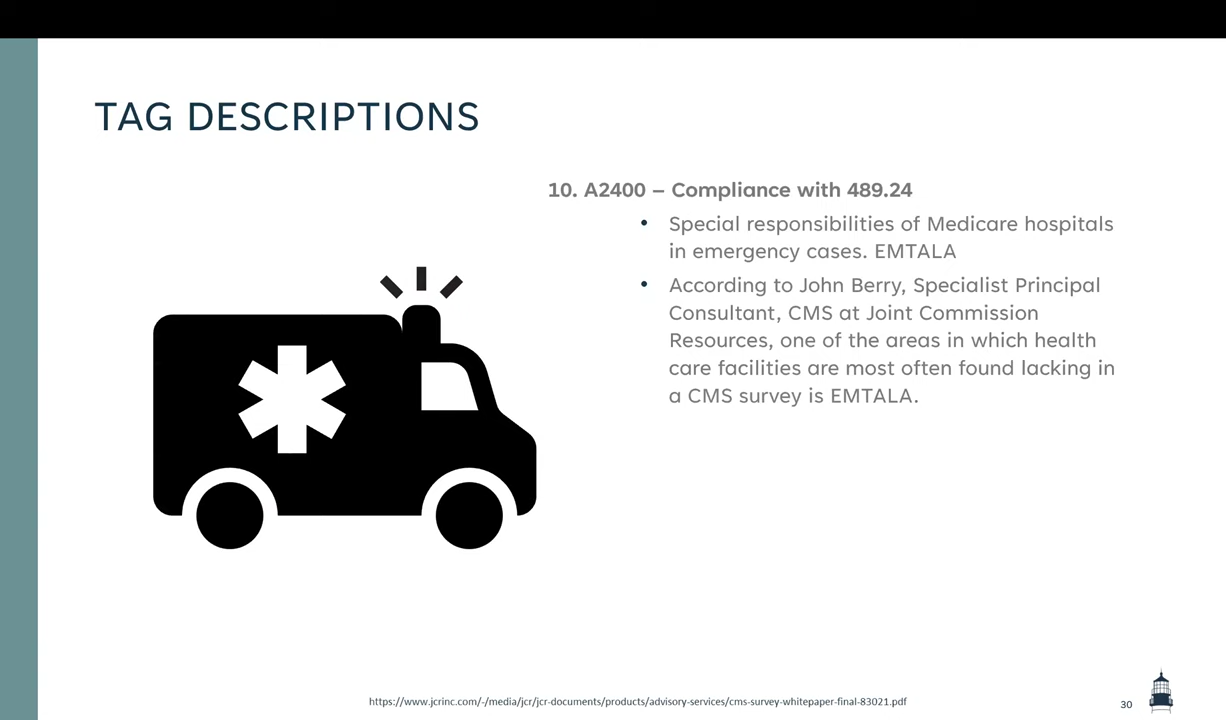 TAG DESCRIPTIONS
10. A2400 – Compliance with 489.24
• Special responsibilities of Medicare hospitals
in emergency cases. EMTALA
• According to John Berry, Specialist Principal
Consultant, CMS at Joint Commission
Resources, one of the areas in which health
care facilities are most often found lacking in
a CMS survey is EMTALA.
https://www.jcrinc.com/-/media/jcr/jcr-documents/products/advisory-services/cms-survey-whitepaper-final-83021.pdf
30